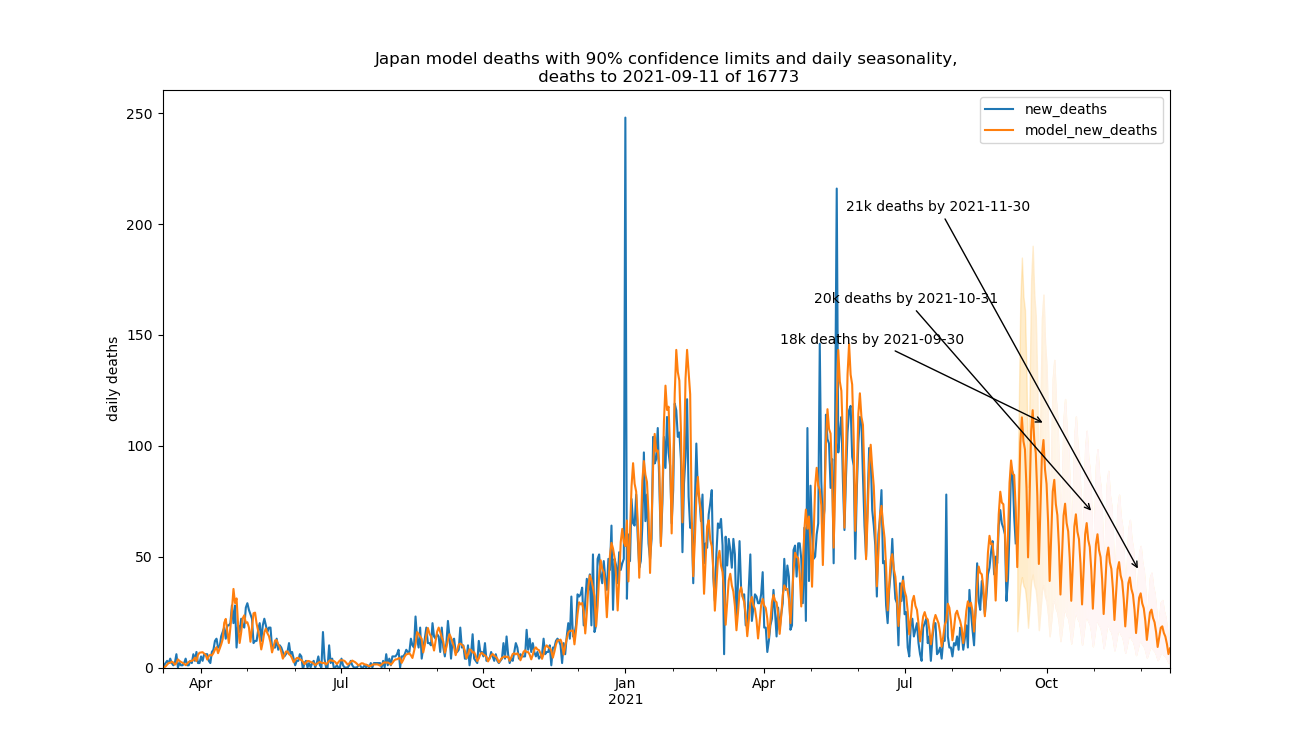 Japan model deaths with 90% confidence limits and daily seasonality,
deaths to 2021-09-11 of 16773
250
new_deaths
model_new_deaths
21k deaths by 2021-11-30
200
20k deaths by 2021-10-31
18k deaths by 2021-09-30
150
daily deaths
100
50
0
Apr
Jul
Oct
Jan
2021
Apr
Jul
Oct